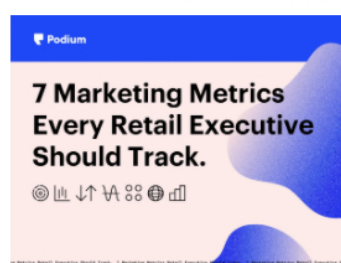 Podium
7 Marketing Metrics
Every Retail Executive
Should Track.